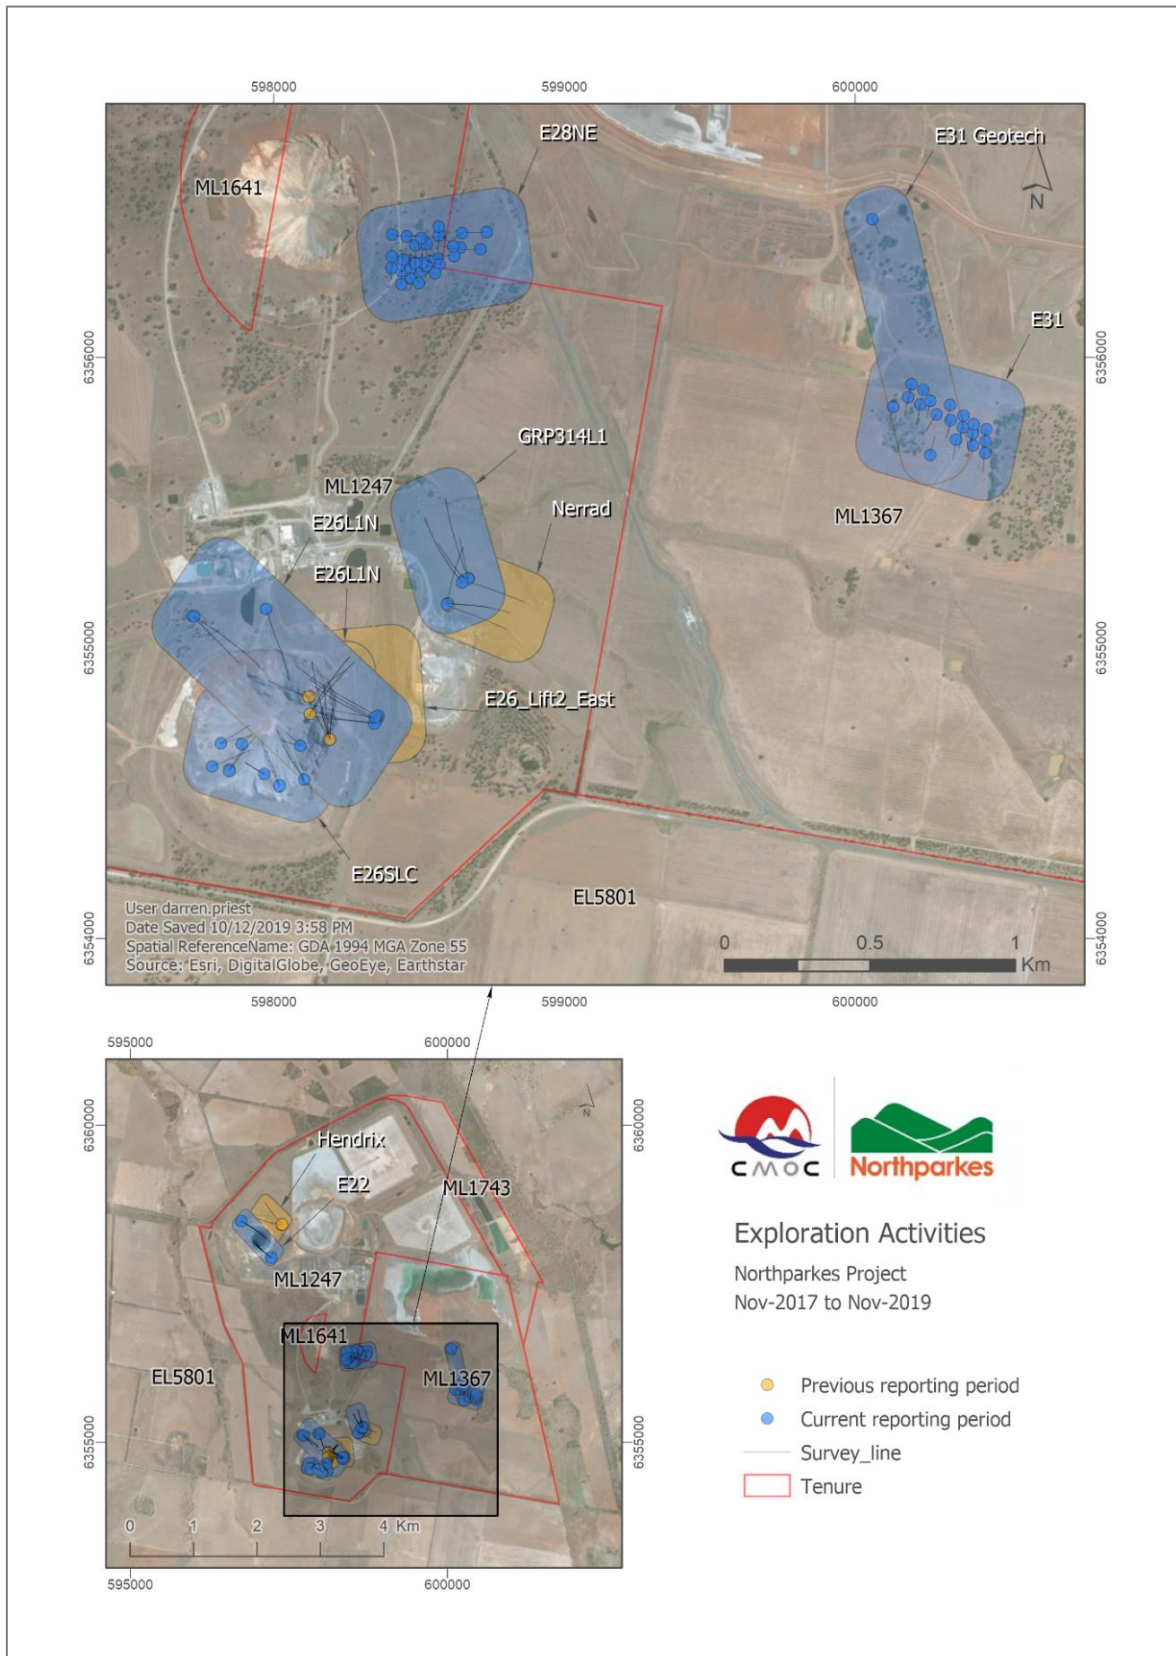 598000
599000
600000
E28NE
E31 Geotech
ML1641
N
6356000
6356000
E31
GRP314L1
ML1247
Nerrad
E26L1N
ML1367
E26L1N
6355000
6355000
E26_Lift2_East
E26SLC
EL5801
User darren.priest
Date Saved 10/12/2019 3:58 PM
Spatial ReferenceName: GDA 1994 MGA Zone 55
Source: Esri, DigitalGlobe, GeoEye, Earthstar
0 0.5 1
Km
6354000
6354000
598000
599000
600000
595000
600000
N
6360000
6360000
Hendrix
E22
ML1743
ML1247
ML1641
EL5801
ML1367
6355000
6355000
0 1 2 3 4 Km
595000
600000
CMOC
Northparkes
Exploration Activities
Northparkes Project
Nov-2017 to Nov-2019
Previous reporting period
Current reporting period
Survey_line
Tenure